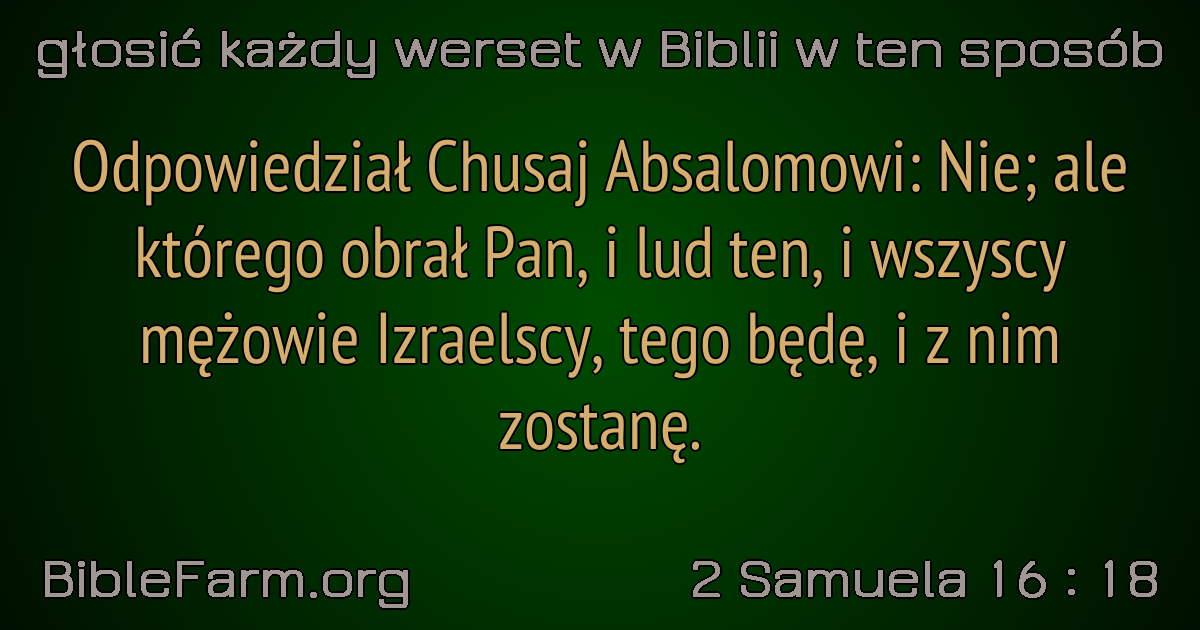 głosić każdy werset w Biblii w ten sposób
Odpowiedział Chusaj Absalomowi: Nie; ale
którego obrał Pan, i lud ten, i wszyscy
mężowie Izraelscy, tego będę, i z nim
zostanę.
BibleFarm.org
2 Samuela 16 : 18